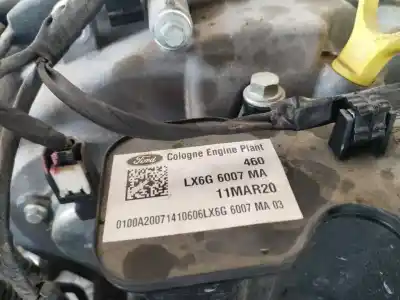 Ford Cologne Engine Plant
460
LX6G 6007 MA
11MAR20
0100A20071410606LX6G 6007 MA 03